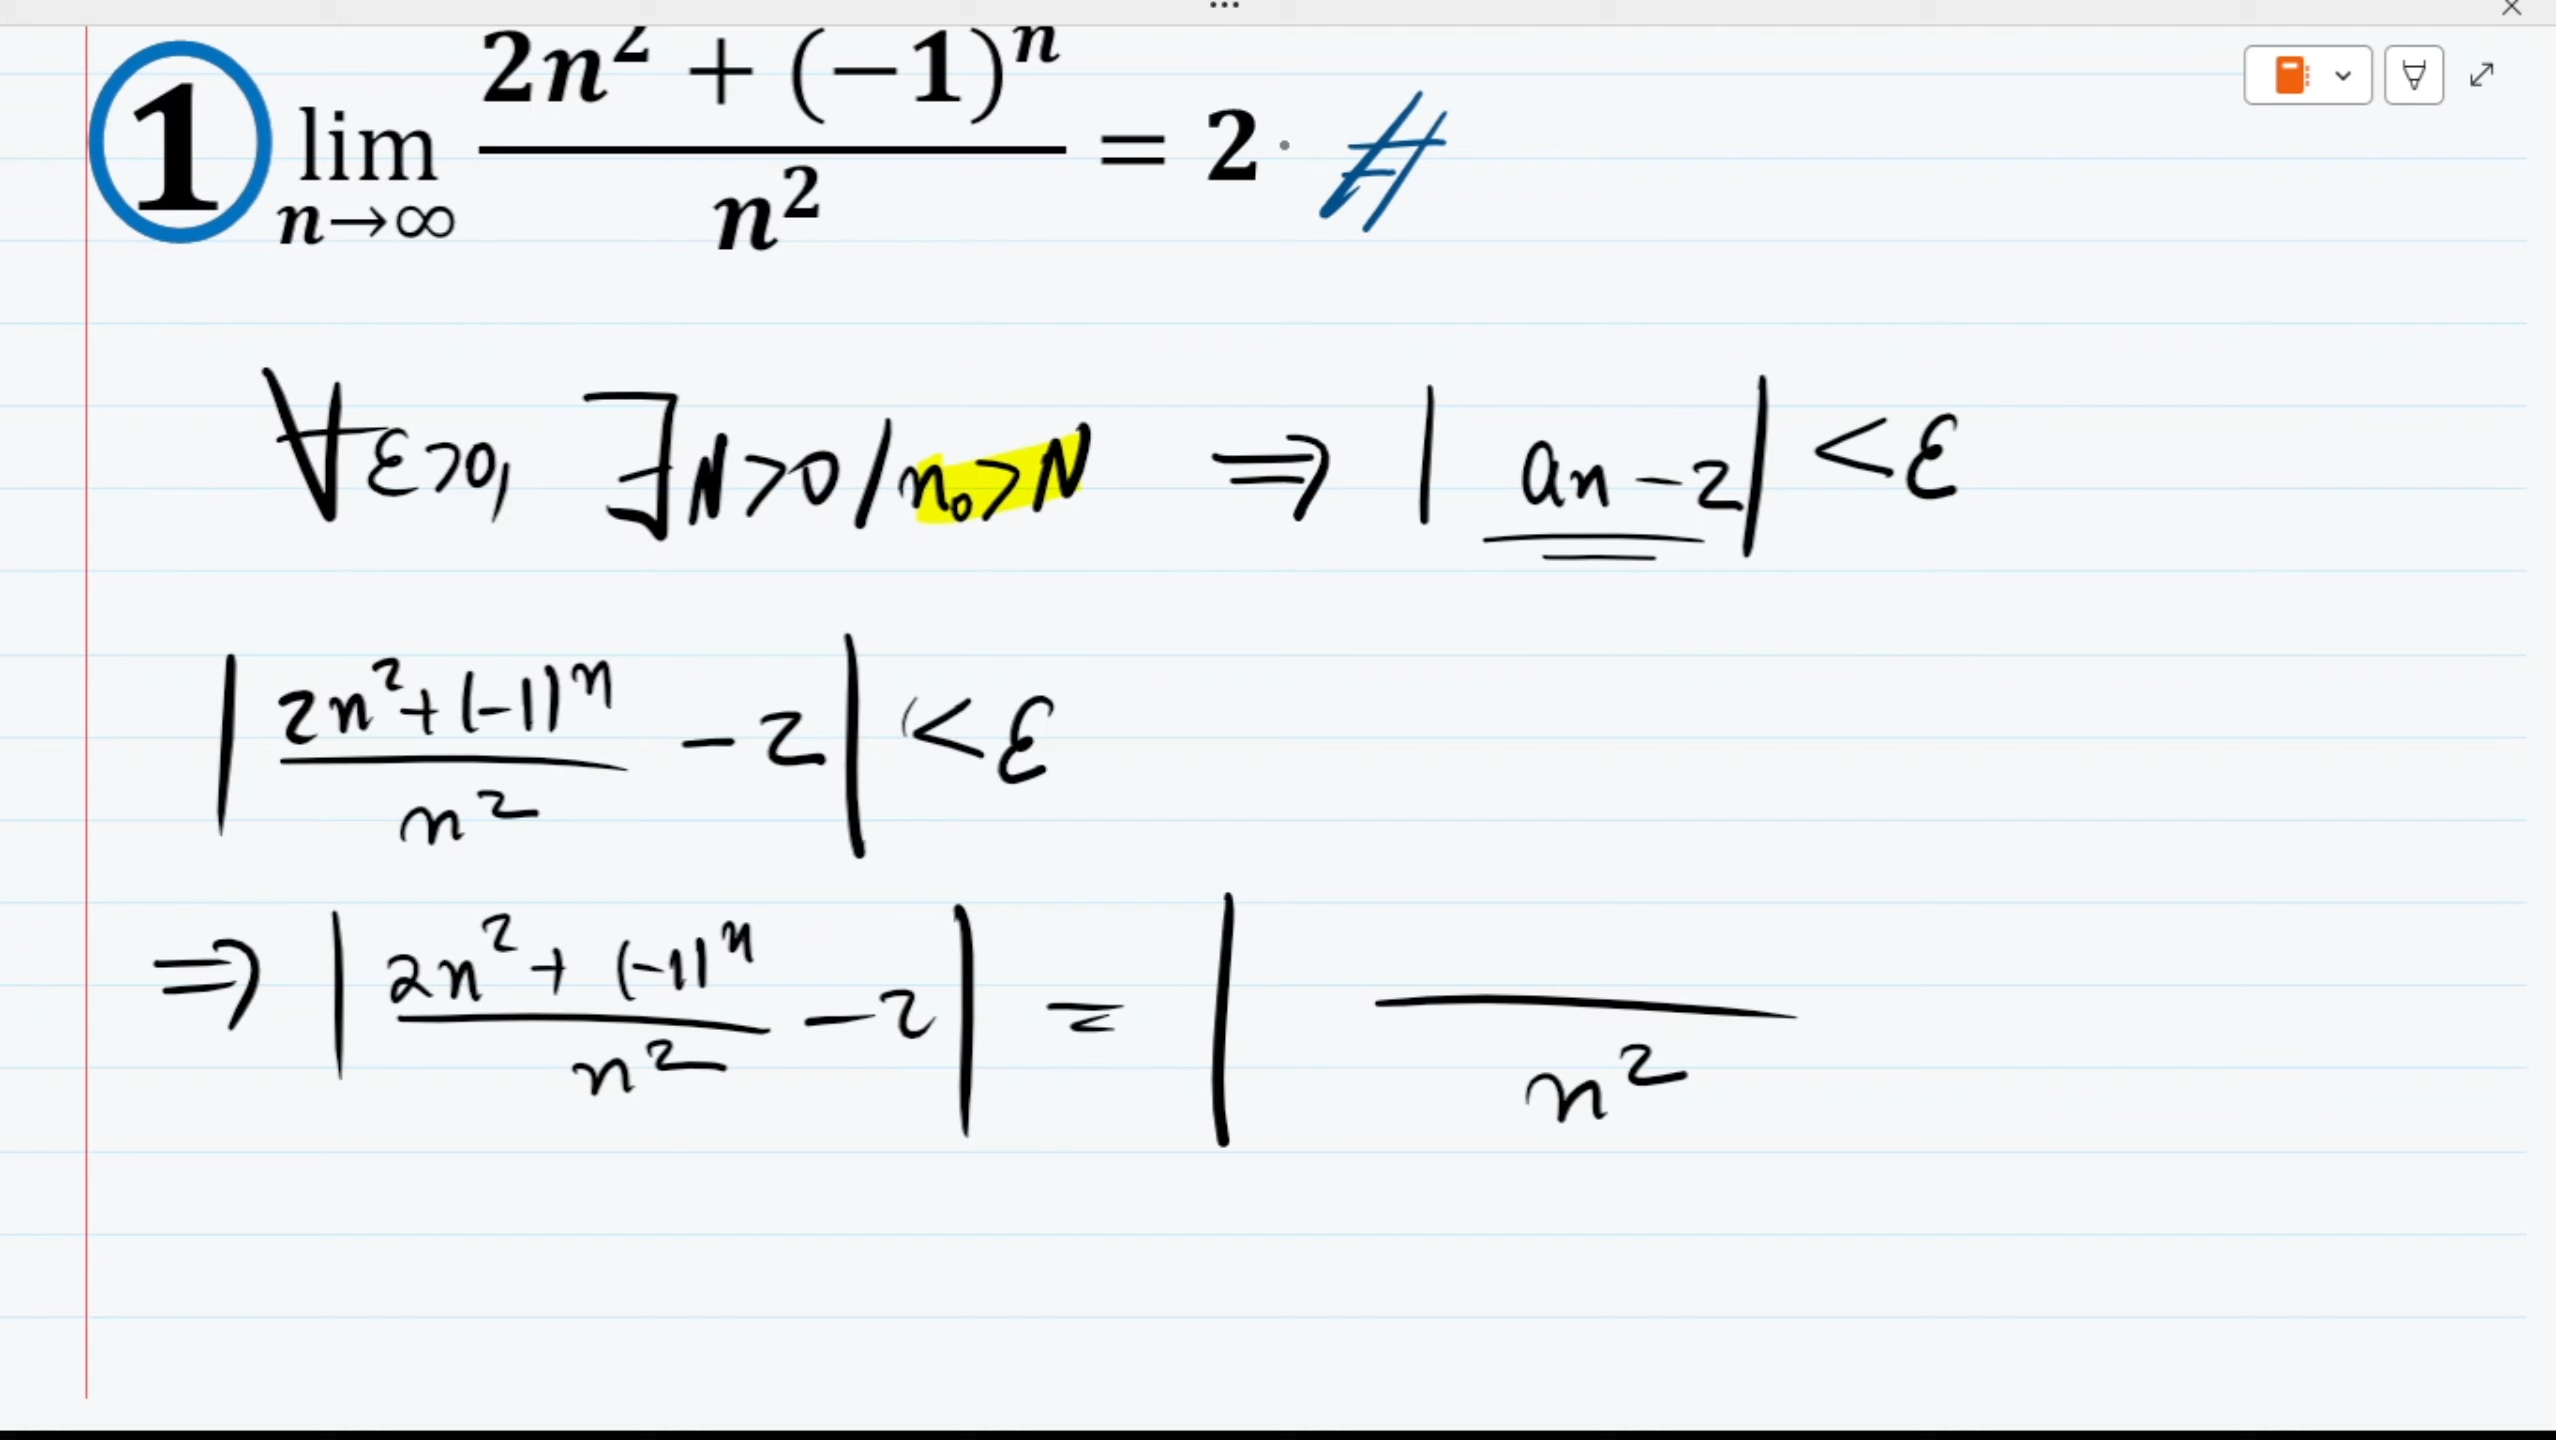 ① lim_{n→∞} (2n² + (−1)ⁿ)/n² = 2 · #
∀ε>0, ∃N>0/n₀>N ⇒ |an−2| <ε
|(2n²+(−1)ⁿ)/n² −2| <ε
⇒ |(2n²+ (−1)ⁿ)/n² −2| = | ⁄n²